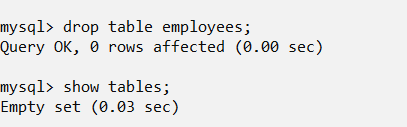 mysql> drop table employees;
Query OK, 0 rows affected (0.00 sec)
mysql> show tables;
Empty set (0.03 sec)